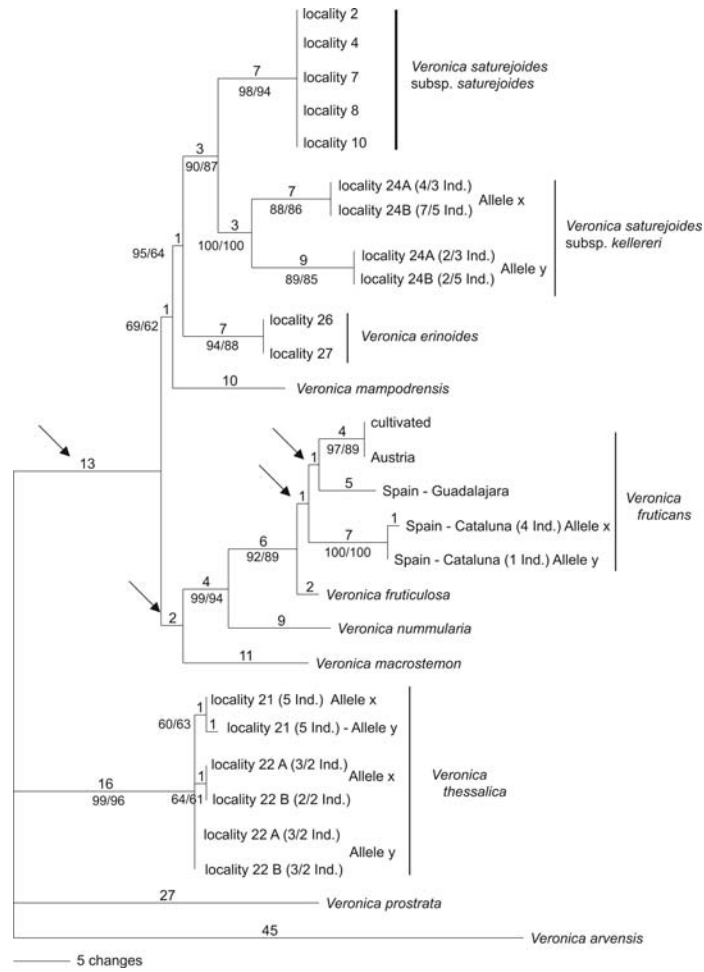 locality 2
locality 4
7
locality 7
98/94
locality 8
locality 10
Veronica saturejoides
subsp. saturejoides
3
90/87
7
88/86
locality 24A (4/3 Ind.)
locality 24B (7/5 Ind.)
Allele x
3
100/100
9
89/85
locality 24A (2/3 Ind.)
locality 24B (2/5 Ind.)
Allele y
Veronica saturejoides
subsp. kellereri
1
95/64
7
94/88
locality 26
locality 27
Veronica erinoides
1
69/62
10
Veronica mampodrensis
13
1
4
97/89
cultivated
Austria
5
Spain - Guadalajara
1
7
100/100
1
Spain - Cataluna (4 Ind.) Allele x
Spain - Cataluna (1 Ind.) Allele y
Veronica
fruticans
6
92/89
2
Veronica fruticulosa
4
99/94
9
Veronica nummularia
2
11
Veronica macrostemon
1
60/63
locality 21 (5 Ind.) Allele x
1
locality 21 (5 Ind.) - Allele y
16
99/96
1
64/61
locality 22 A (3/2 Ind.)
Allele x
locality 22 B (2/2 Ind.)
locality 22 A (3/2 Ind.)
Allele y
locality 22 B (3/2 Ind.)
Veronica
thessalica
27
Veronica prostrata
45
Veronica arvensis
5 changes